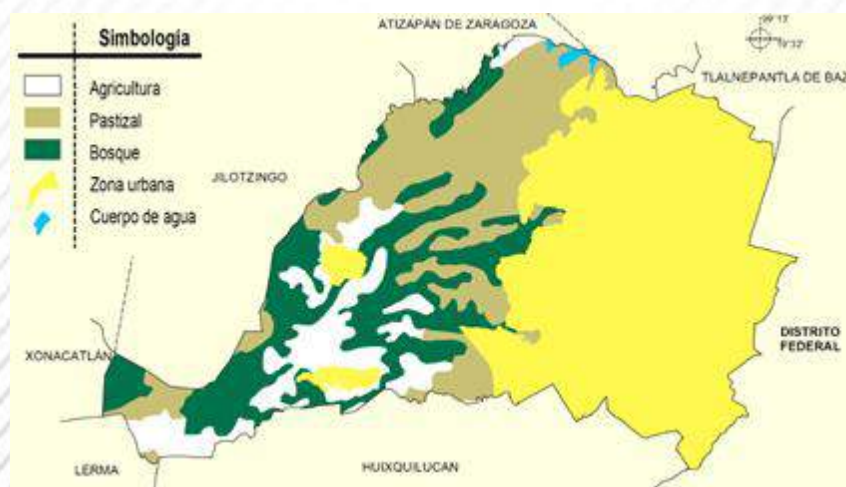 Simbología
Agricultura
Pastizal
Bosque
Zona urbana
Cuerpo de agua
ATIZAPÁN DE ZARAGOZA
TLALNEPANTLA DE BAZ
JILOTZINGO
XONACATLÁN
DISTRITO
FEDERAL
LERMA
HUIXQUILUCAN